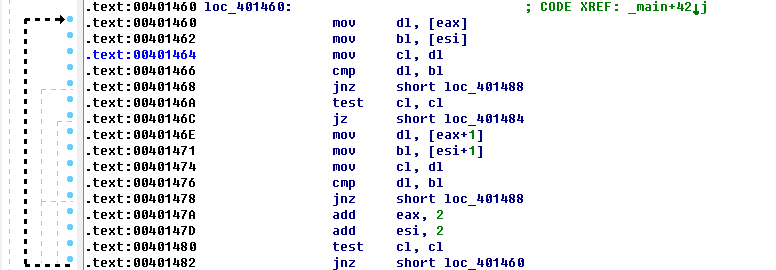 .text:00401460 loc_401460: ; CODE XREF: _main+42↓j
.text:00401460 mov dl, [eax]
.text:00401462 mov bl, [esi]
.text:00401464 mov cl, dl
.text:00401466 cmp dl, bl
.text:00401468 jnz short loc_401488
.text:0040146A test cl, cl
.text:0040146C jz short loc_401484
.text:0040146E mov dl, [eax+1]
.text:00401471 mov bl, [esi+1]
.text:00401474 mov cl, dl
.text:00401476 cmp dl, bl
.text:00401478 jnz short loc_401488
.text:0040147A add eax, 2
.text:0040147D add esi, 2
.text:00401480 test cl, cl
.text:00401482 jnz short loc_401460